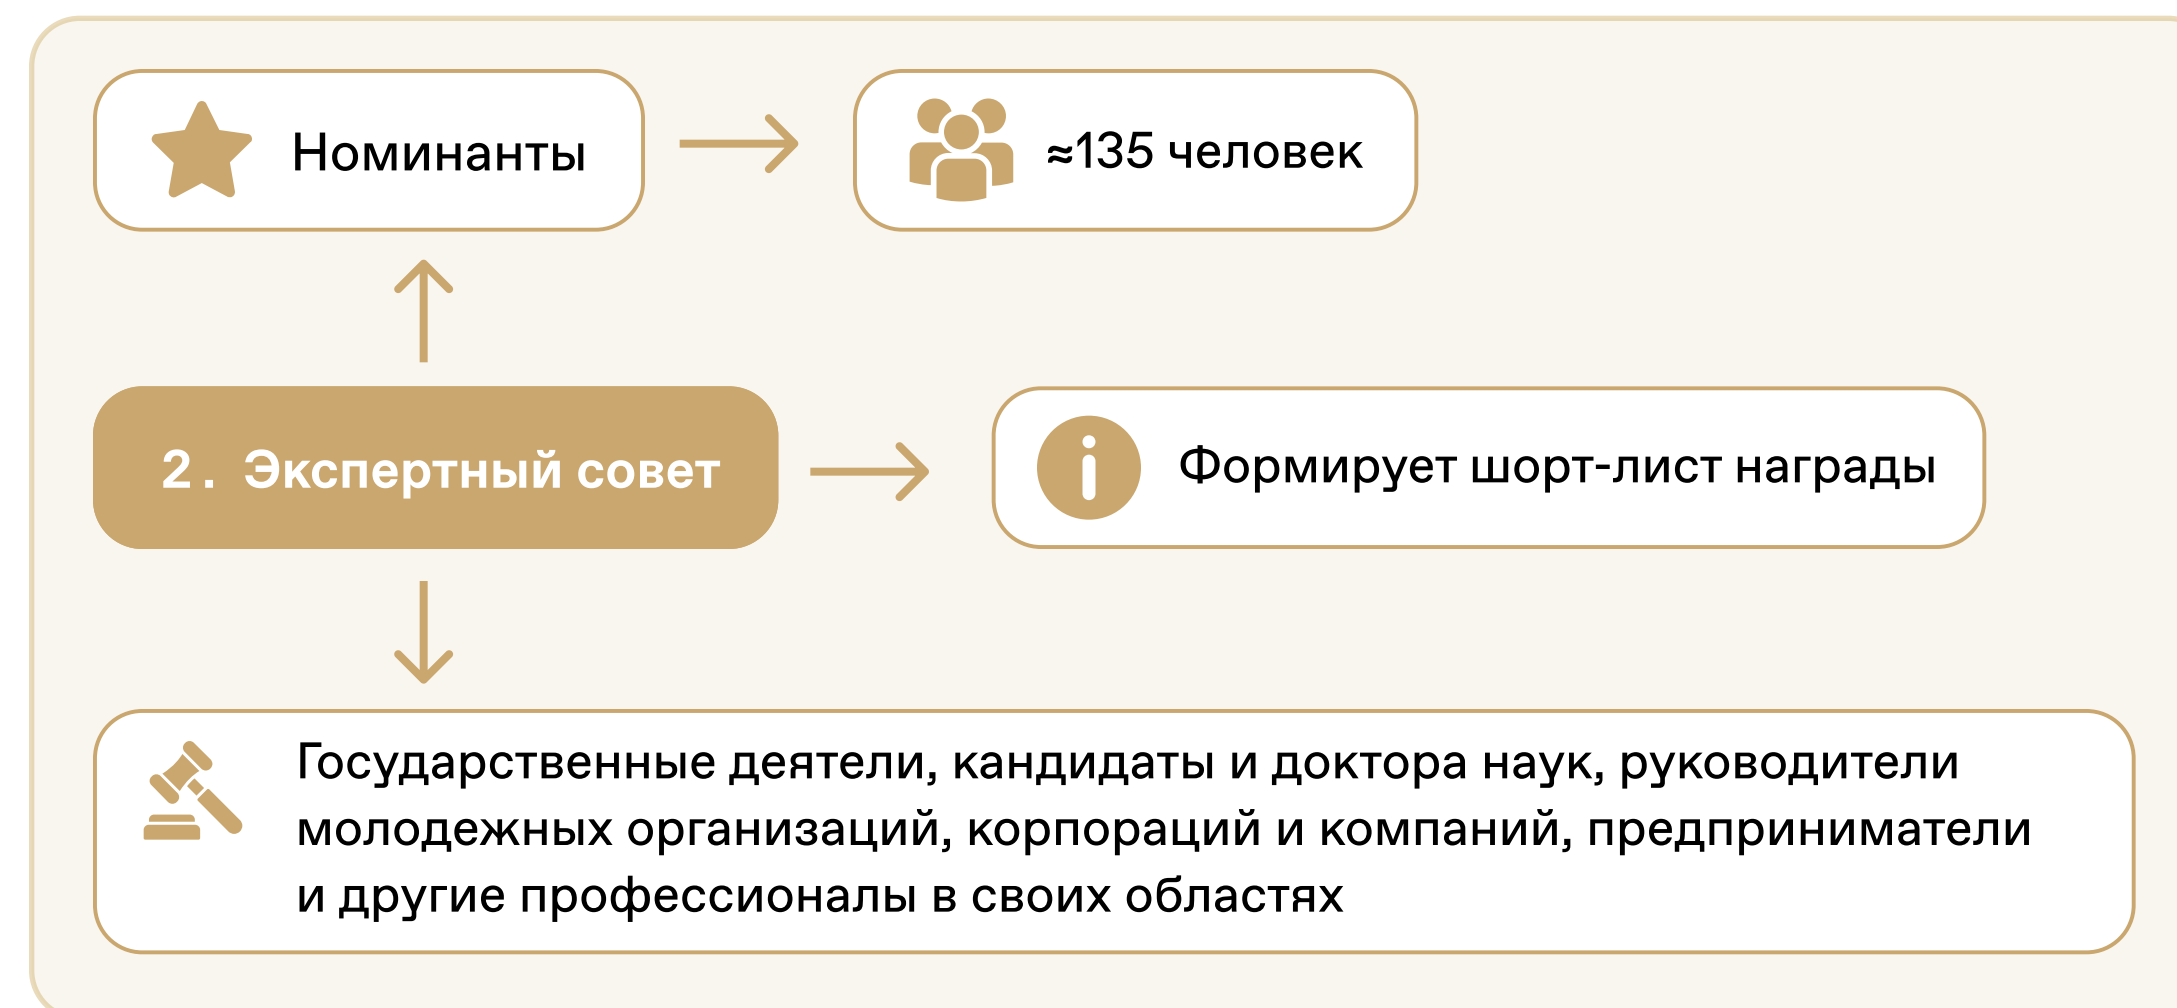 Номинанты
≈135 человек
2. Экспертный совет
Формирует шорт-лист награды
Государственные деятели, кандидаты и доктора наук, руководители
молодежных организаций, корпораций и компаний, предприниматели
и другие профессионалы в своих областях